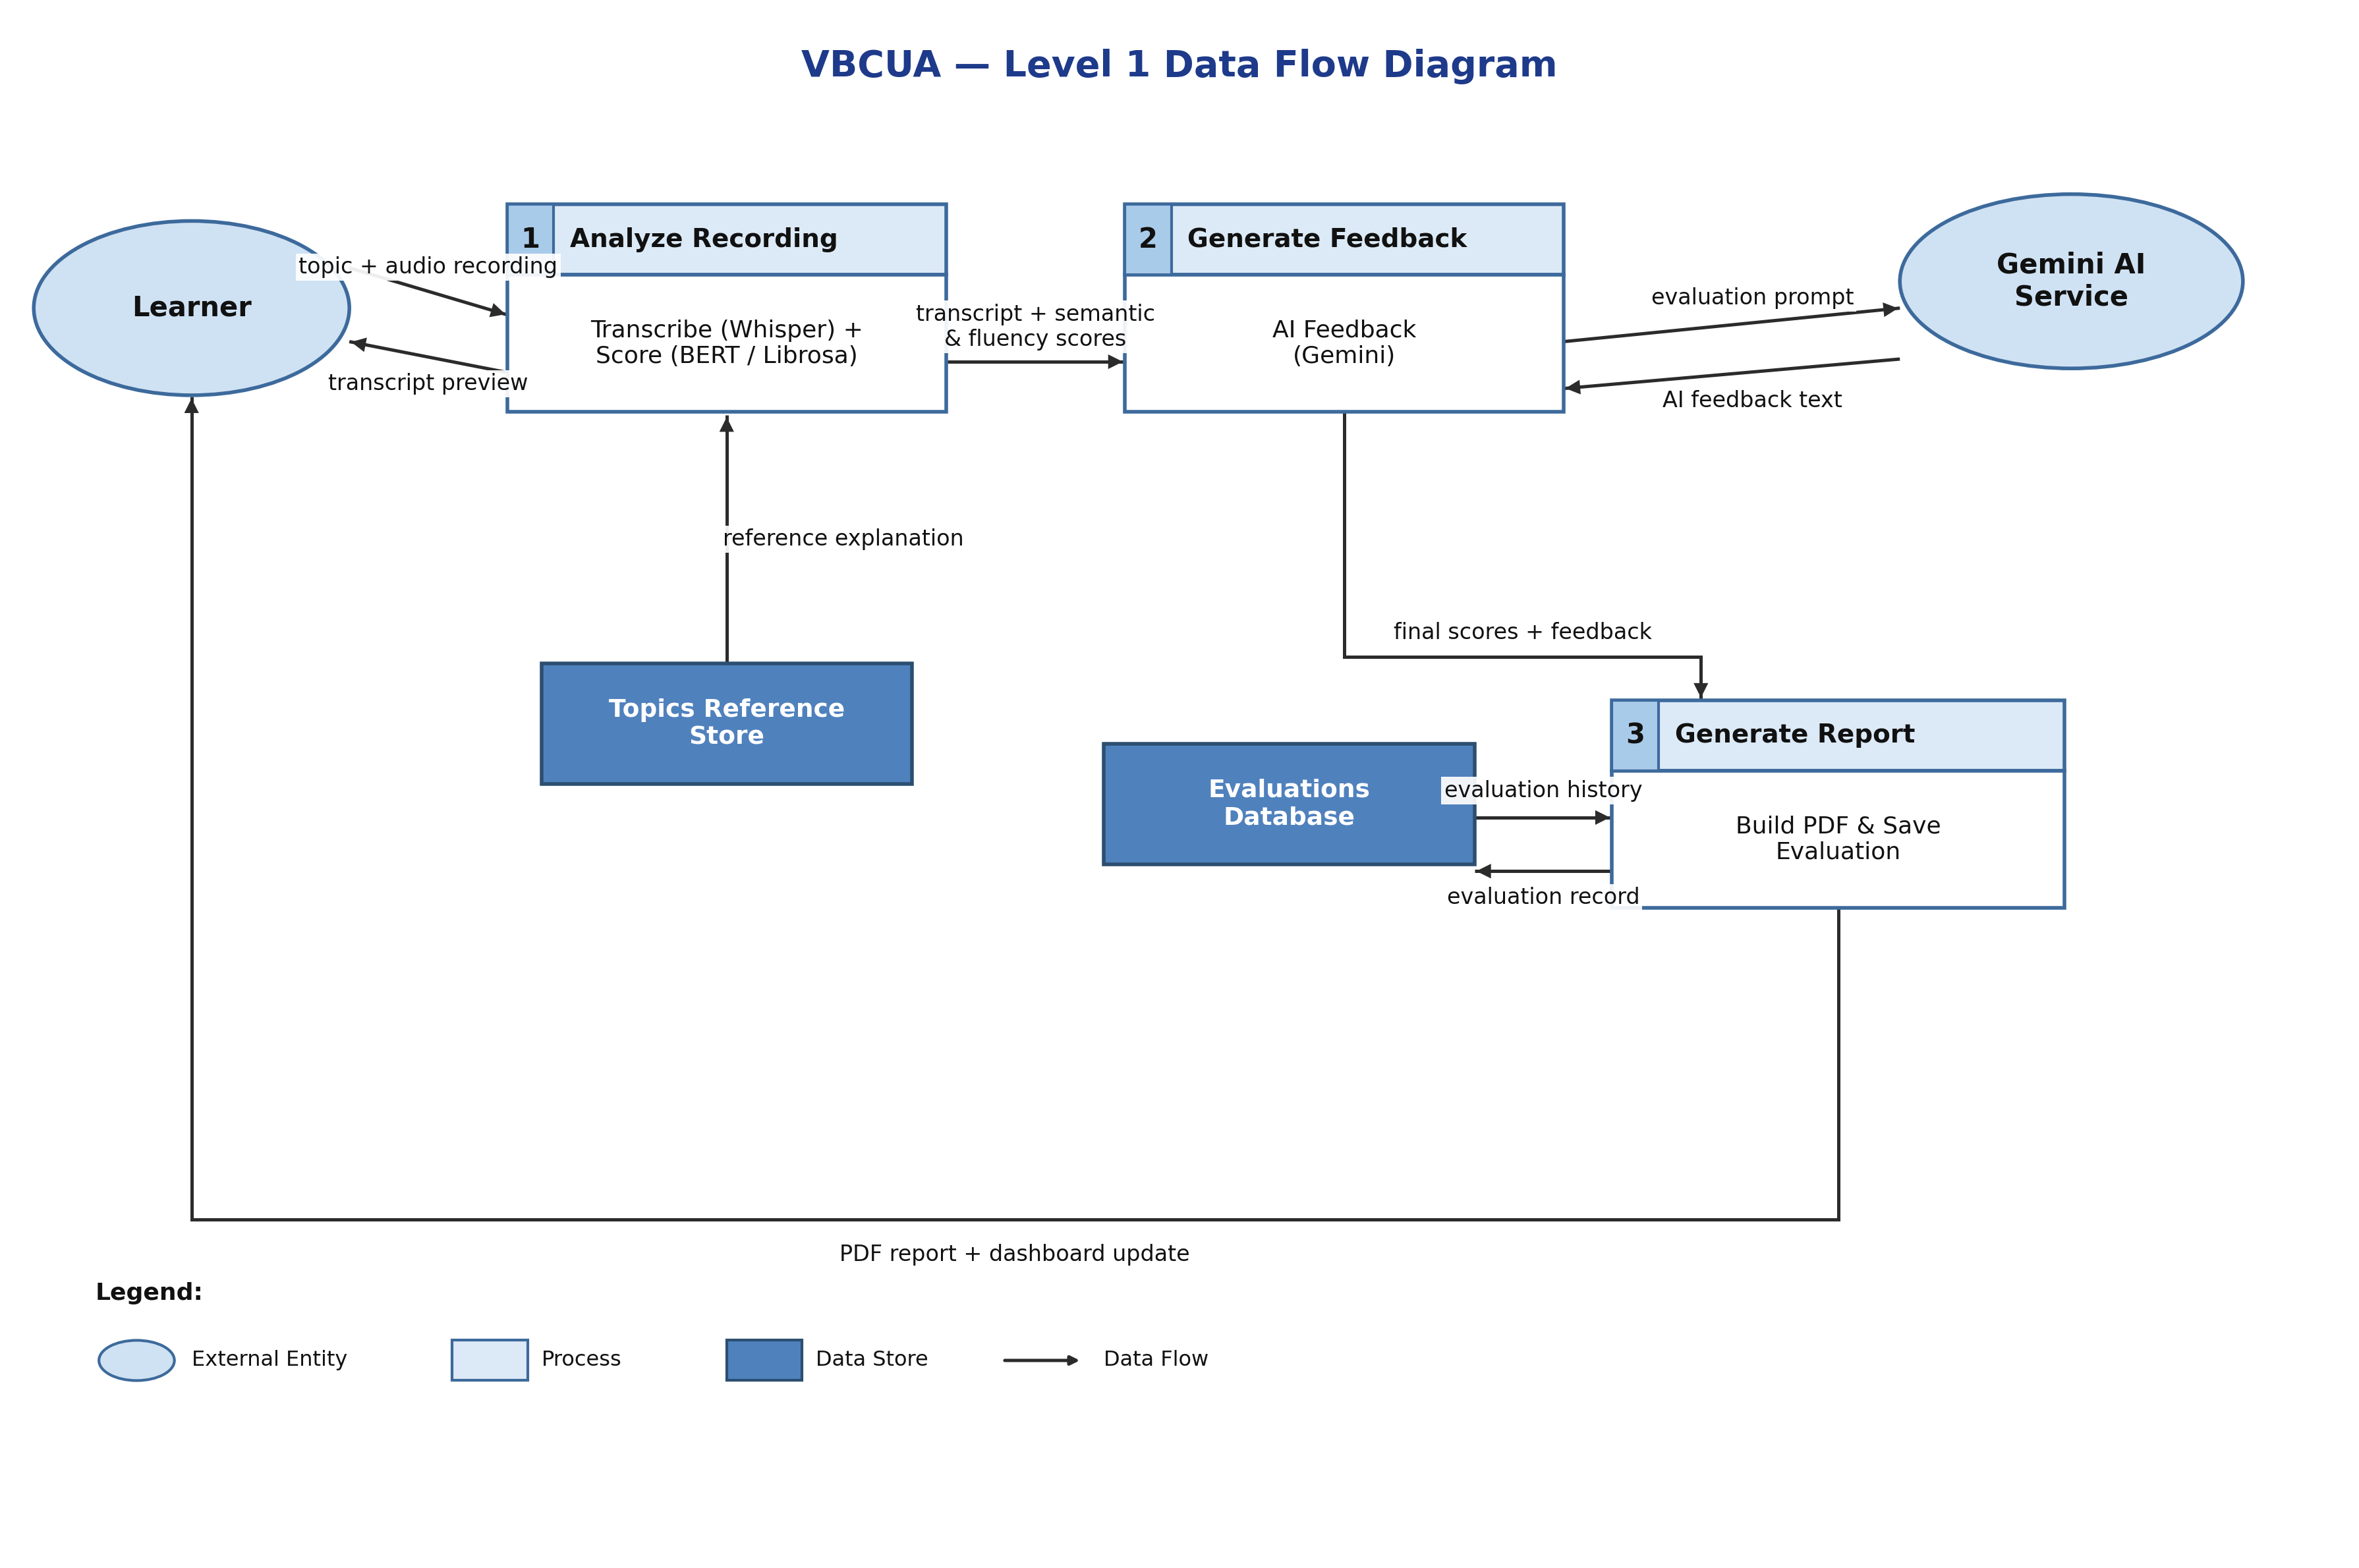 VBCUA — Level 1 Data Flow Diagram
Learner
topic + audio recording
transcript preview
1
Analyze Recording
Transcribe (Whisper) +
Score (BERT / Librosa)
transcript + semantic
& fluency scores
2
Generate Feedback
AI Feedback
(Gemini)
evaluation prompt
AI feedback text
Gemini AI
Service
reference explanation
final scores + feedback
Topics Reference
Store
Evaluations
Database
evaluation history
evaluation record
3
Generate Report
Build PDF & Save
Evaluation
PDF report + dashboard update
Legend:
External Entity
Process
Data Store
Data Flow